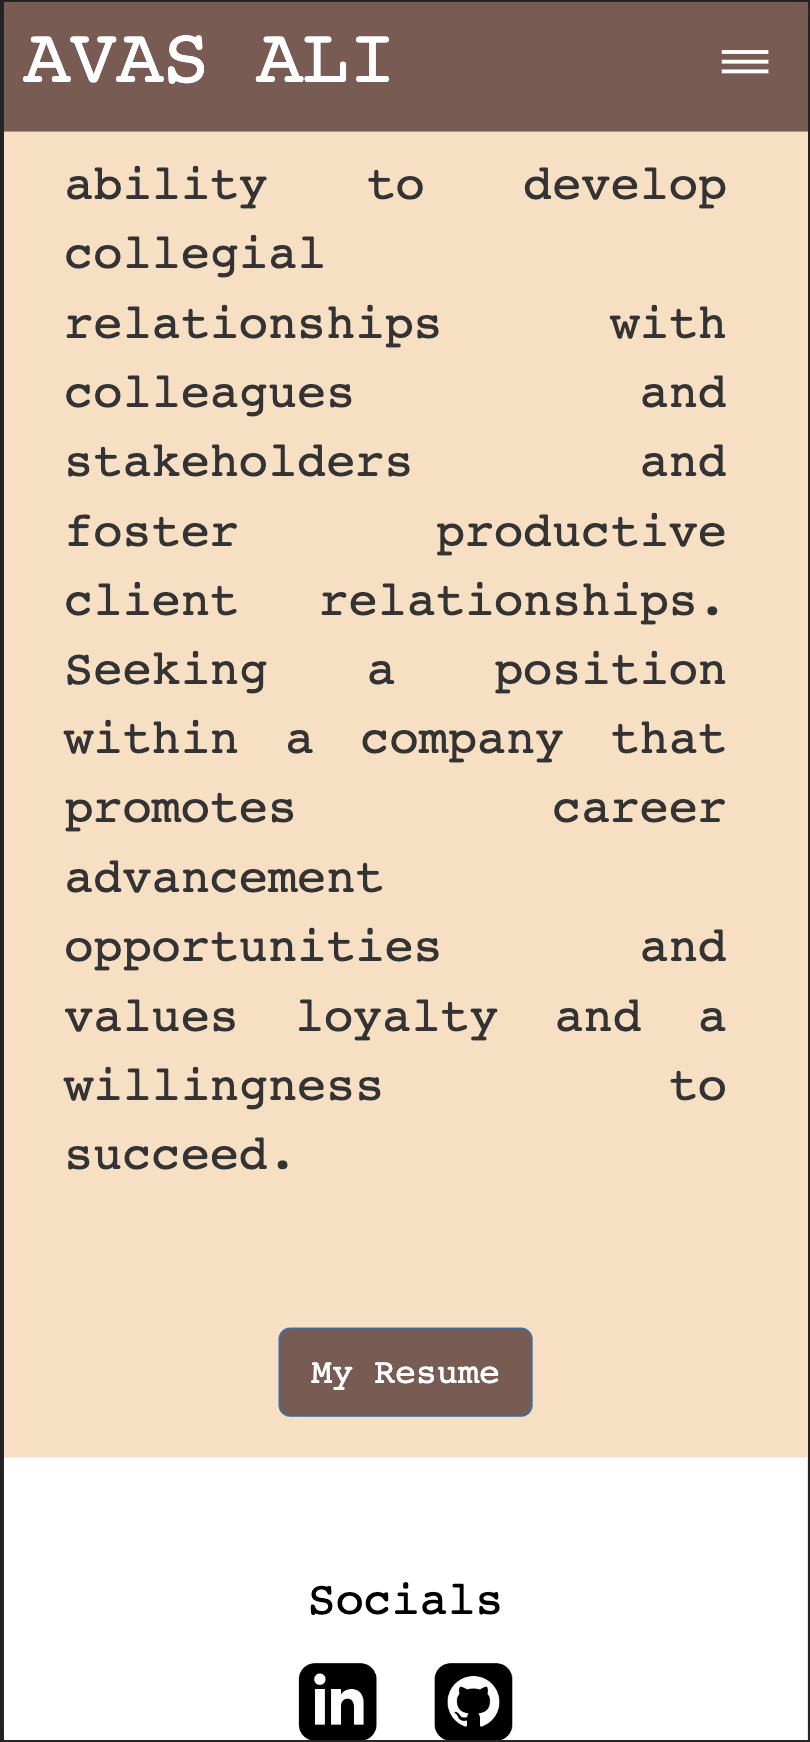 AVAS ALI
ability to develop
collegial
relationships with
colleagues and
stakeholders and
foster productive
client relationships.
Seeking a position
within a company that
promotes career
advancement
opportunities and
values loyalty and a
willingness to
succeed.
My Resume
Socials
in